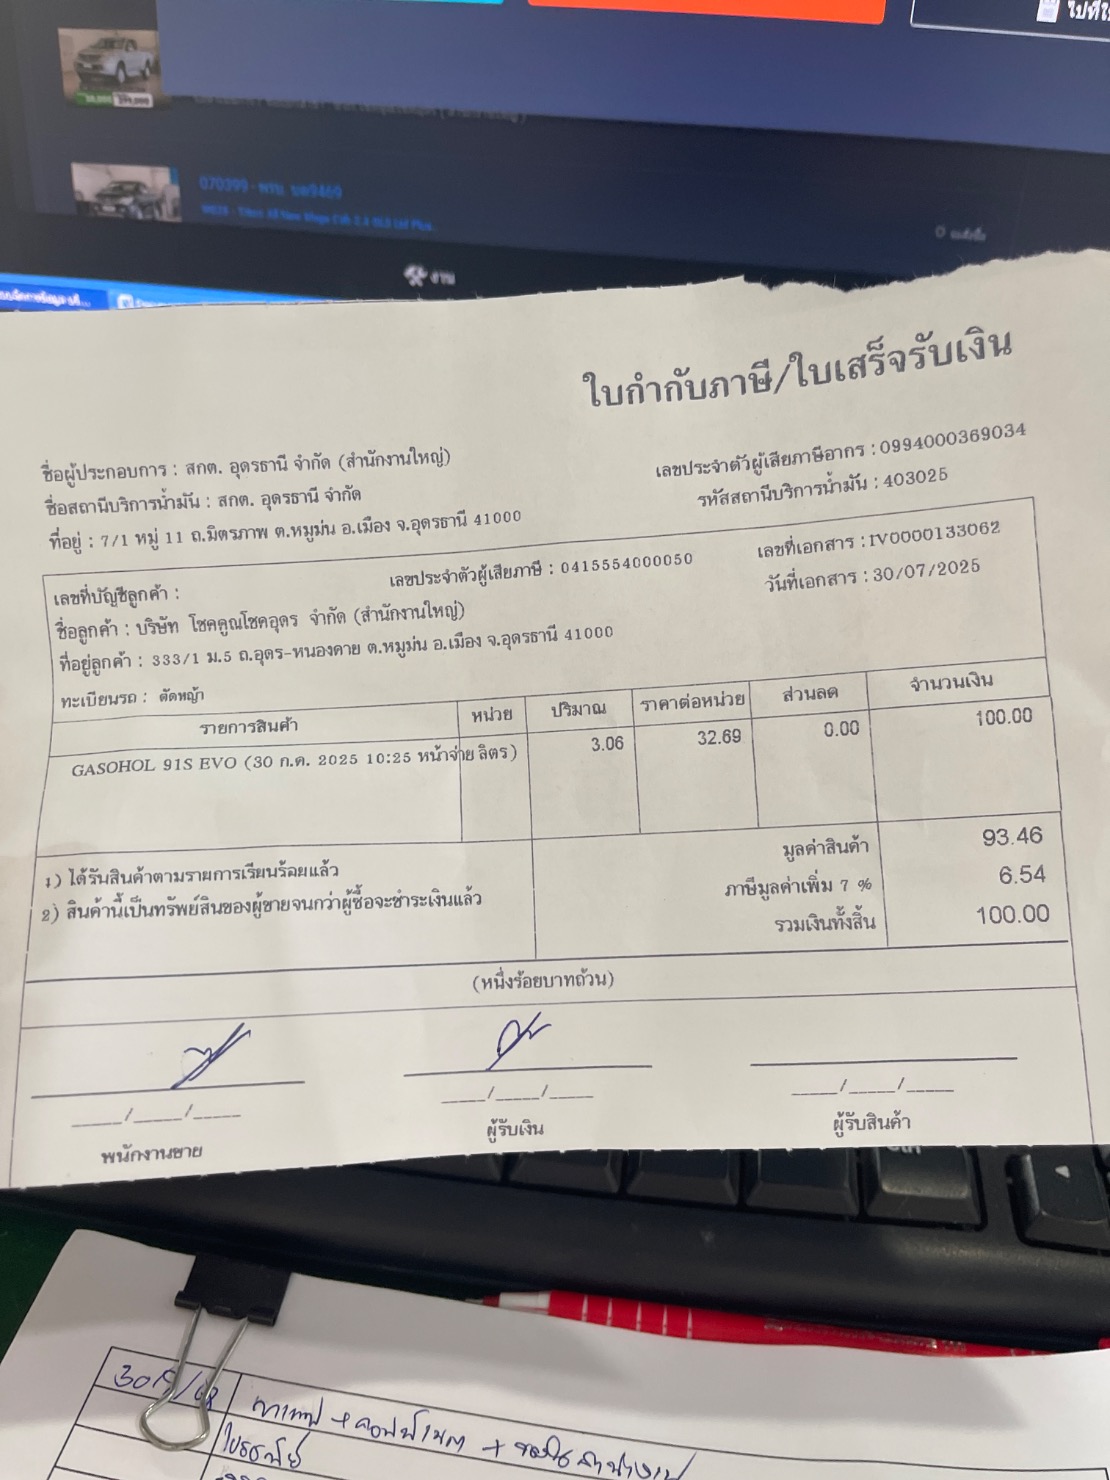 ไปที่ใ
070399 - พรบ. บพ9469
งาน
ใบกำกับภาษี/ใบเสร็จรับเงิน
ชื่อผู้ประกอบการ : สกต. อุดรธานี จำกัด (สำนักงานใหญ่)
เลขประจำตัวผู้เสียภาษีอากร : 0994000369034
ชื่อสถานีบริการน้ำมัน : สกต. อุดรธานี จำกัด
รหัสสถานีบริการน้ำมัน : 403025
ที่อยู่ : 7/1 หมู่ 11 ถ.มิตรภาพ ต.หมูม่น อ.เมือง จ.อุดรธานี 41000
เลขที่บัญชีลูกค้า :
เลขประจำตัวผู้เสียภาษี : 0415554000050
เลขที่เอกสาร : IV0000133062
ชื่อลูกค้า : บริษัท โชคคูณโชคอุดร จำกัด (สำนักงานใหญ่)
วันที่เอกสาร : 30/07/2025
ที่อยู่ลูกค้า : 333/1 ม.5 ถ.อุดร-หนองคาย ต.หมูม่น อ.เมือง จ.อุดรธานี 41000
ทะเบียนรถ : ตัดหญ้า
รายการสินค้า หน่วย ปริมาณ ราคาต่อหน่วย ส่วนลด จำนวนเงิน
GASOHOL 91S EVO (30 ก.ค. 2025 10:25 หน้าจ่าย ลิตร) 3.06 32.69 0.00 100.00
มูลค่าสินค้า 93.46
1) ได้รับสินค้าตามรายการเรียบร้อยแล้ว
ภาษีมูลค่าเพิ่ม 7 % 6.54
2) สินค้านี้เป็นทรัพย์สินของผู้ขายจนกว่าผู้ซื้อจะชำระเงินแล้ว
รวมเงินทั้งสิ้น 100.00
(หนึ่งร้อยบาทถ้วน)
____/____/____ ____/____/____ ____/____/____
พนักงานขาย ผู้รับเงิน ผู้รับสินค้า